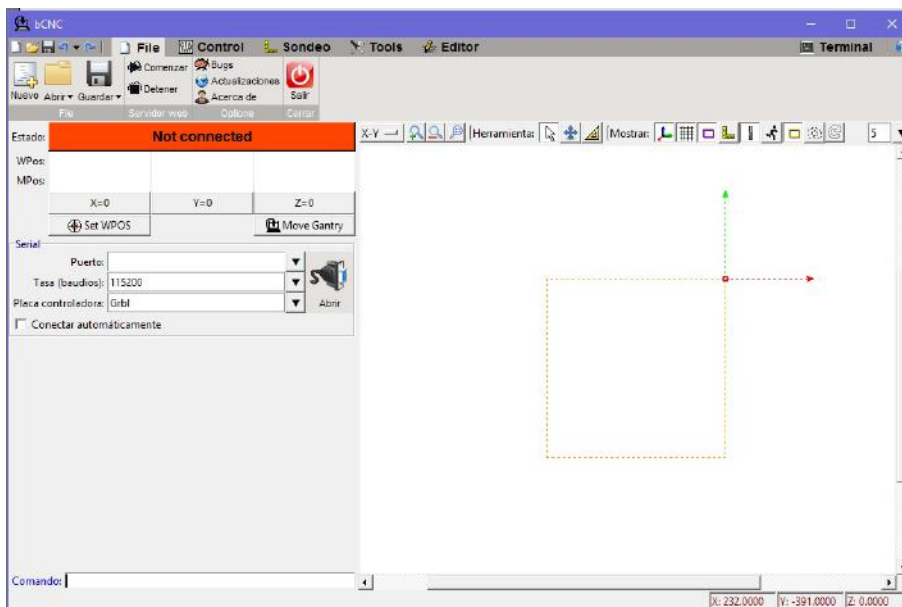 bCNC
File Control Sondeo Tools Editor Terminal
Comenzar Bugs
Actualizaciones
Nuevo Abrir Guardar Detener Acerca de Salir
File Servidor web Options Cerrar
Estado: Not connected X-Y Herramienta: Mostrar: 5
WPos:
MPos:
X=0 Y=0 Z=0
Set WPOS Move Gantry
Serial
Puerto:
Tasa (baudios): 115200
Placa controladora: Grbl Abrir
Conectar automáticamente
Comando:
X: 232.0000 Y: -391.0000 Z: 0.0000